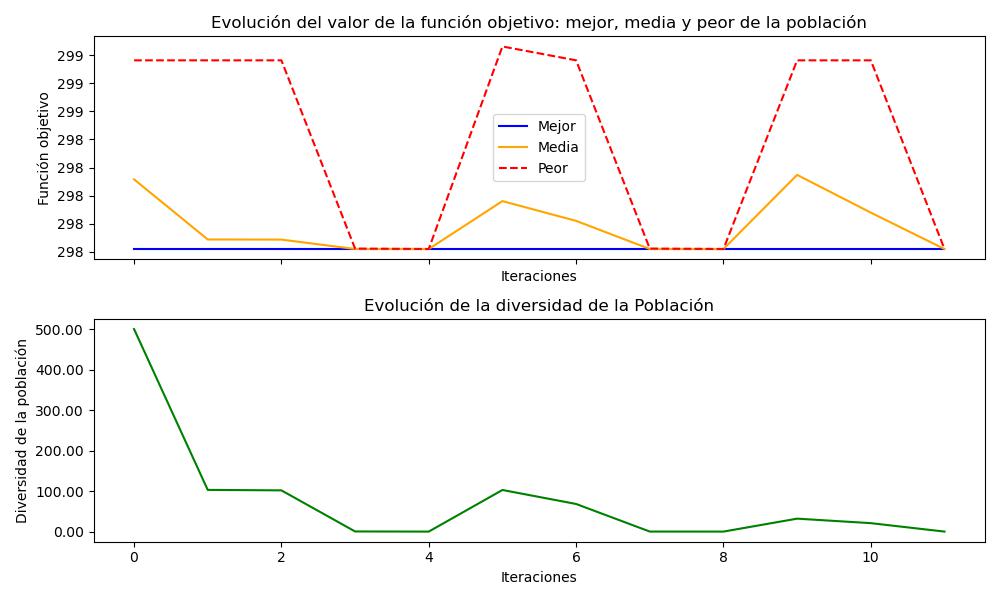 Evolución del valor de la función objetivo: mejor, media y peor de la población
Función objetivo
299
299
299
298
298
298
298
298
Mejor
Media
Peor
Iteraciones
Evolución de la diversidad de la Población
Diversidad de la población
500.00
400.00
300.00
200.00
100.00
0.00
0 2 4 6 8 10
Iteraciones